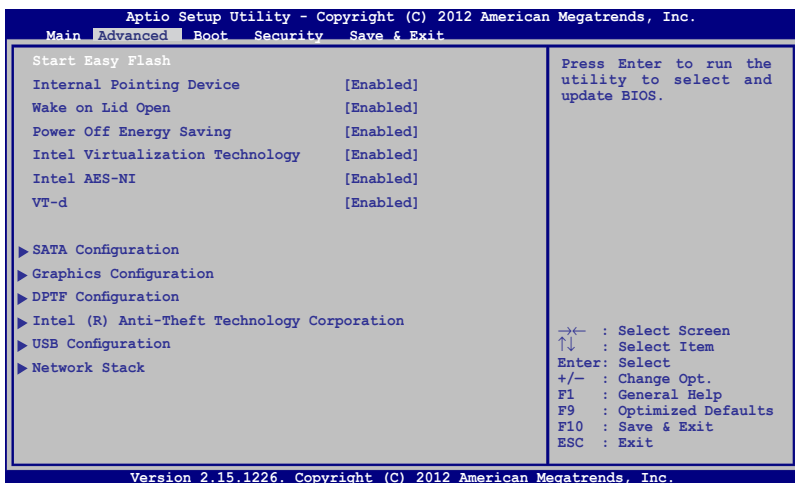 Aptio Setup Utility - Copyright (C) 2012 American Megatrends, Inc.
Main Advanced Boot Security Save & Exit
Start Easy Flash
Internal Pointing Device [Enabled]
Wake on Lid Open [Enabled]
Power Off Energy Saving [Enabled]
Intel Virtualization Technology [Enabled]
Intel AES-NI [Enabled]
VT-d [Enabled]
SATA Configuration
Graphics Configuration
DPTF Configuration
Intel (R) Anti-Theft Technology Corporation
USB Configuration
Network Stack
Press Enter to run the
utility to select and
update BIOS.
→← : Select Screen
↑↓ : Select Item
Enter: Select
+/— : Change Opt.
F1 : General Help
F9 : Optimized Defaults
F10 : Save & Exit
ESC : Exit
Version 2.15.1226. Copyright (C) 2012 American Megatrends, Inc.